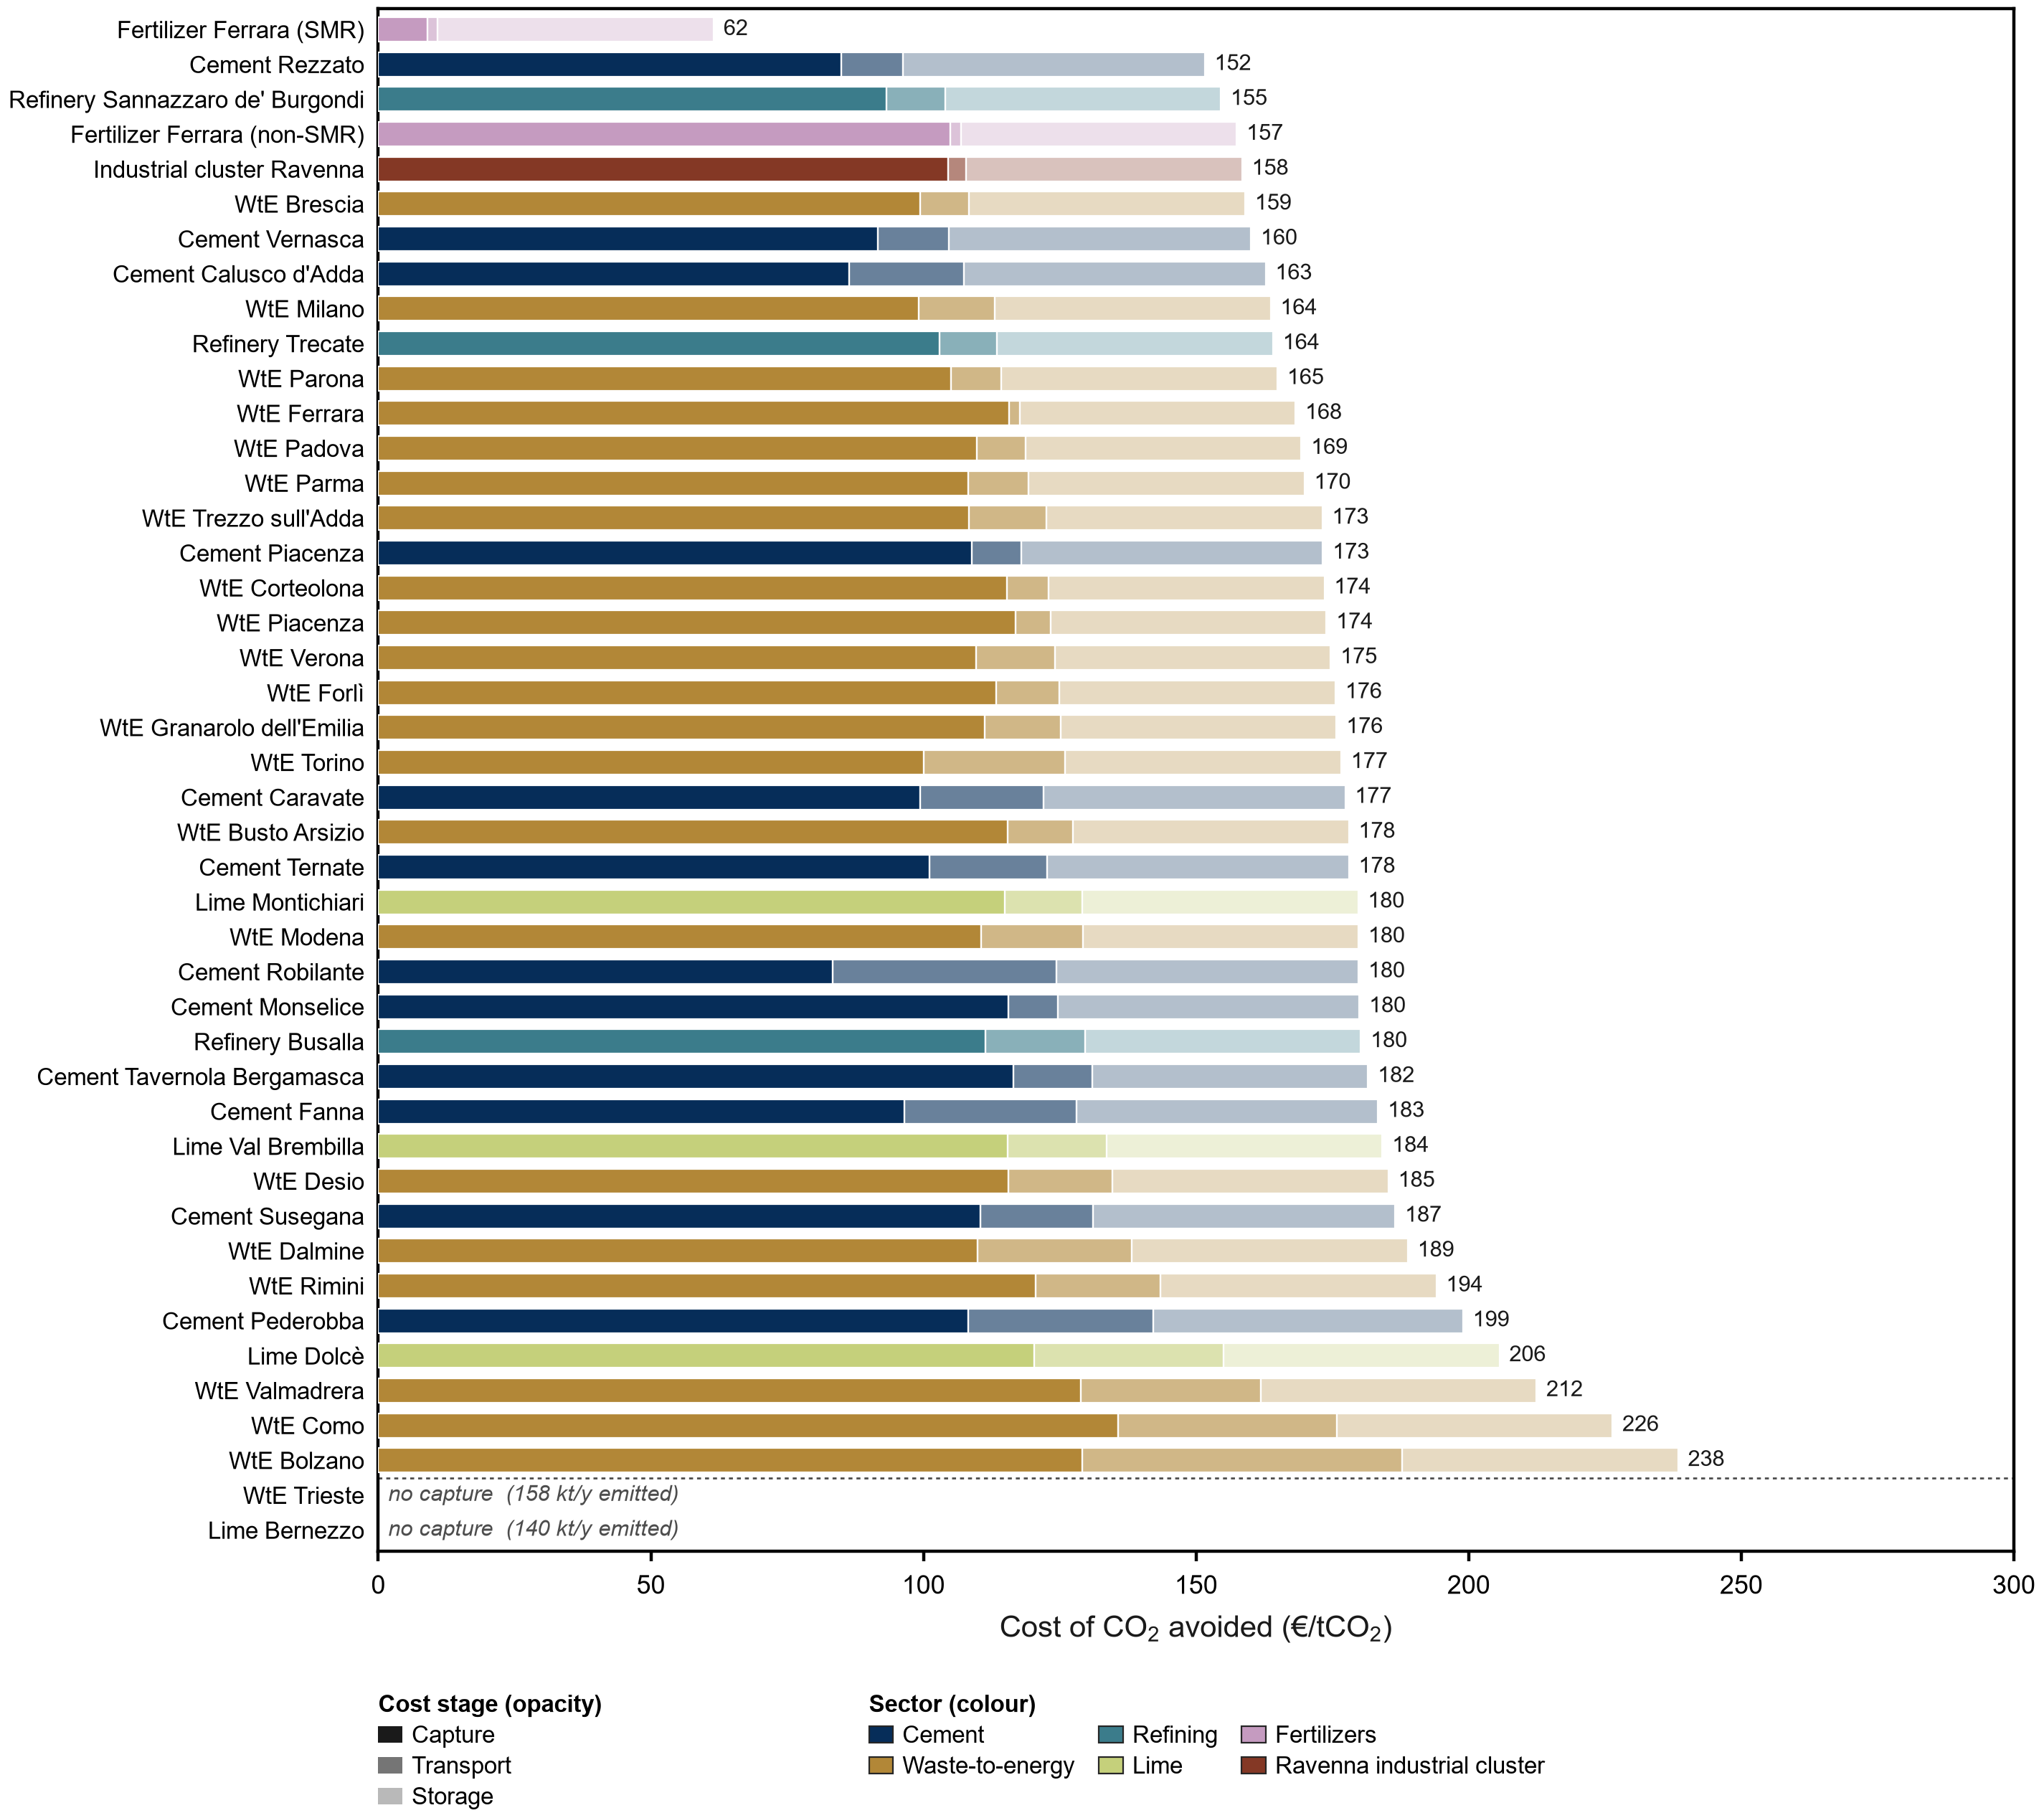 Fertilizer Ferrara (SMR) 62
Cement Rezzato 152
Refinery Sannazzaro de' Burgondi 155
Fertilizer Ferrara (non-SMR) 157
Industrial cluster Ravenna 158
WtE Brescia 159
Cement Vernasca 160
Cement Calusco d'Adda 163
WtE Milano 164
Refinery Trecate 164
WtE Parona 165
WtE Ferrara 168
WtE Padova 169
WtE Parma 170
WtE Trezzo sull'Adda 173
Cement Piacenza 173
WtE Corteolona 174
WtE Piacenza 174
WtE Verona 175
WtE Forlì 176
WtE Granarolo dell'Emilia 176
WtE Torino 177
Cement Caravate 177
WtE Busto Arsizio 178
Cement Ternate 178
Lime Montichiari 180
WtE Modena 180
Cement Robilante 180
Cement Monselice 180
Refinery Busalla 180
Cement Tavernola Bergamasca 182
Cement Fanna 183
Lime Val Brembilla 184
WtE Desio 185
Cement Susegana 187
WtE Dalmine 189
WtE Rimini 194
Cement Pederobba 199
Lime Dolcè 206
WtE Valmadrera 212
WtE Como 226
WtE Bolzano 238
WtE Trieste no capture (158 kt/y emitted)
Lime Bernezzo no capture (140 kt/y emitted)
0 50 100 150 200 250 300
Cost of CO₂ avoided (€/tCO₂)
Cost stage (opacity)
Capture
Transport
Storage
Sector (colour)
Cement Refining Fertilizers
Waste-to-energy Lime Ravenna industrial cluster